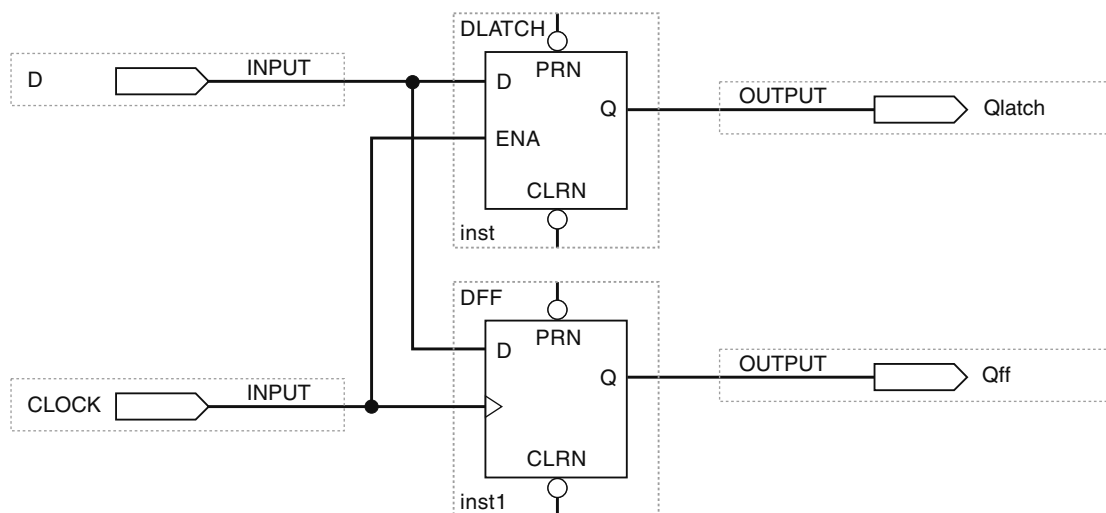 DLATCH
D
INPUT
PRN
D
Q
OUTPUT
Qlatch
ENA
CLRN
inst
DFF
PRN
D
Q
OUTPUT
Qff
CLOCK
INPUT
CLRN
inst1